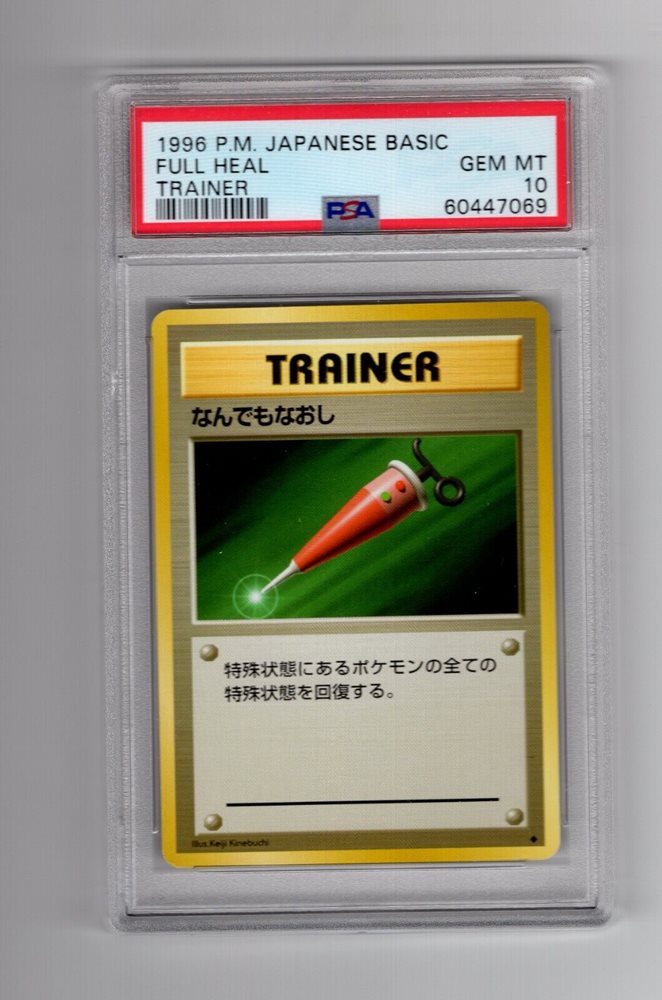 1996 P.M. JAPANESE BASIC
FULL HEAL GEM MT
TRAINER 10
PSA 60447069
TRAINER
なんでもなおし
特殊状態にあるポケモンの全ての
特殊状態を回復する。
Illus.Keiji Kinebuchi